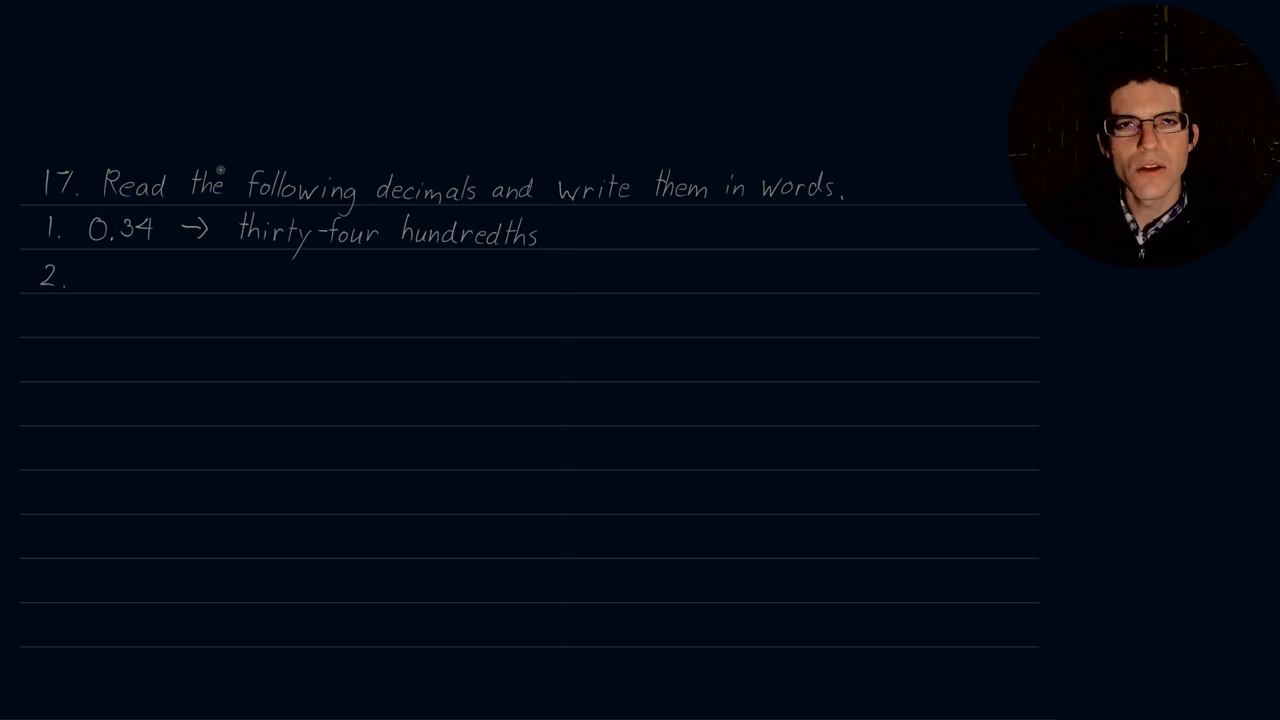 17. Read the following decimals and write them in words.
1. 0.34 → thirty-four hundredths
2.